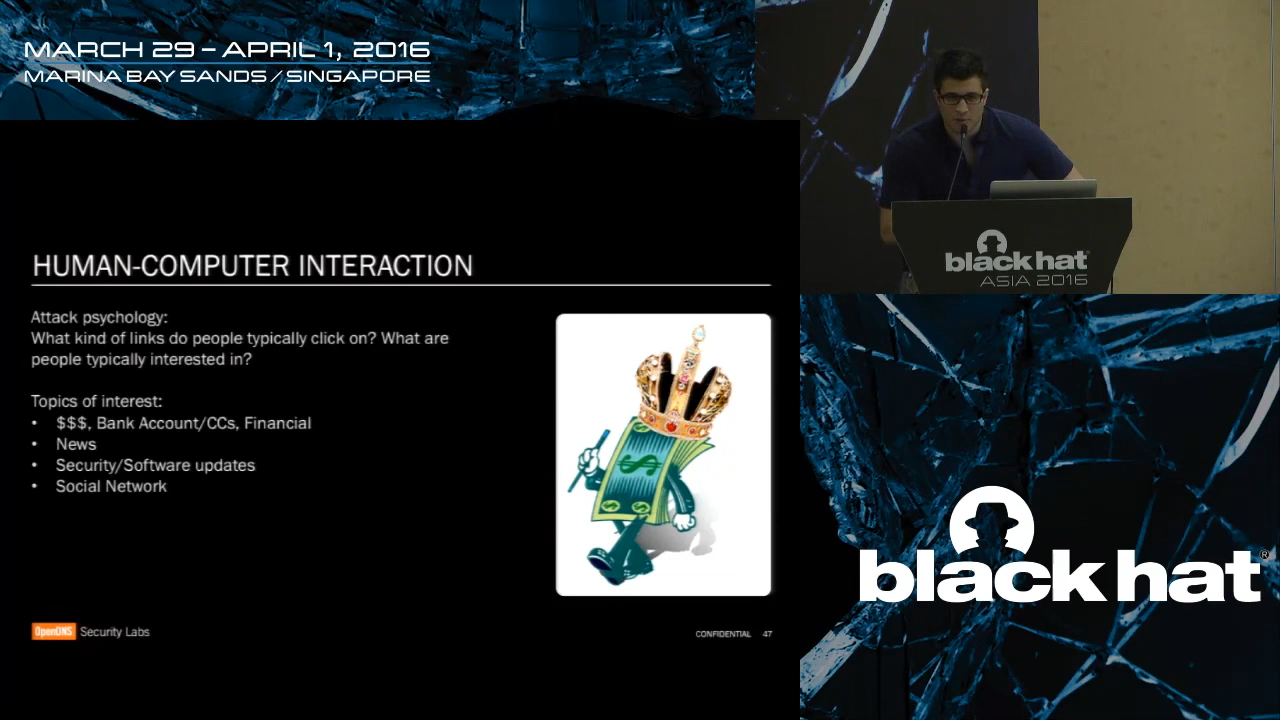 MARCH 29 – APRIL 1, 2016
MARINA BAY SANDS / SINGAPORE
HUMAN-COMPUTER INTERACTION
Attack psychology:
What kind of links do people typically click on? What are
people typically interested in?
Topics of interest:
• $$$, Bank Account/CCs, Financial
• News
• Security/Software updates
• Social Network
$
OpenDNS Security Labs
CONFIDENTIAL 47
black hat
ASIA 2016
black hat®